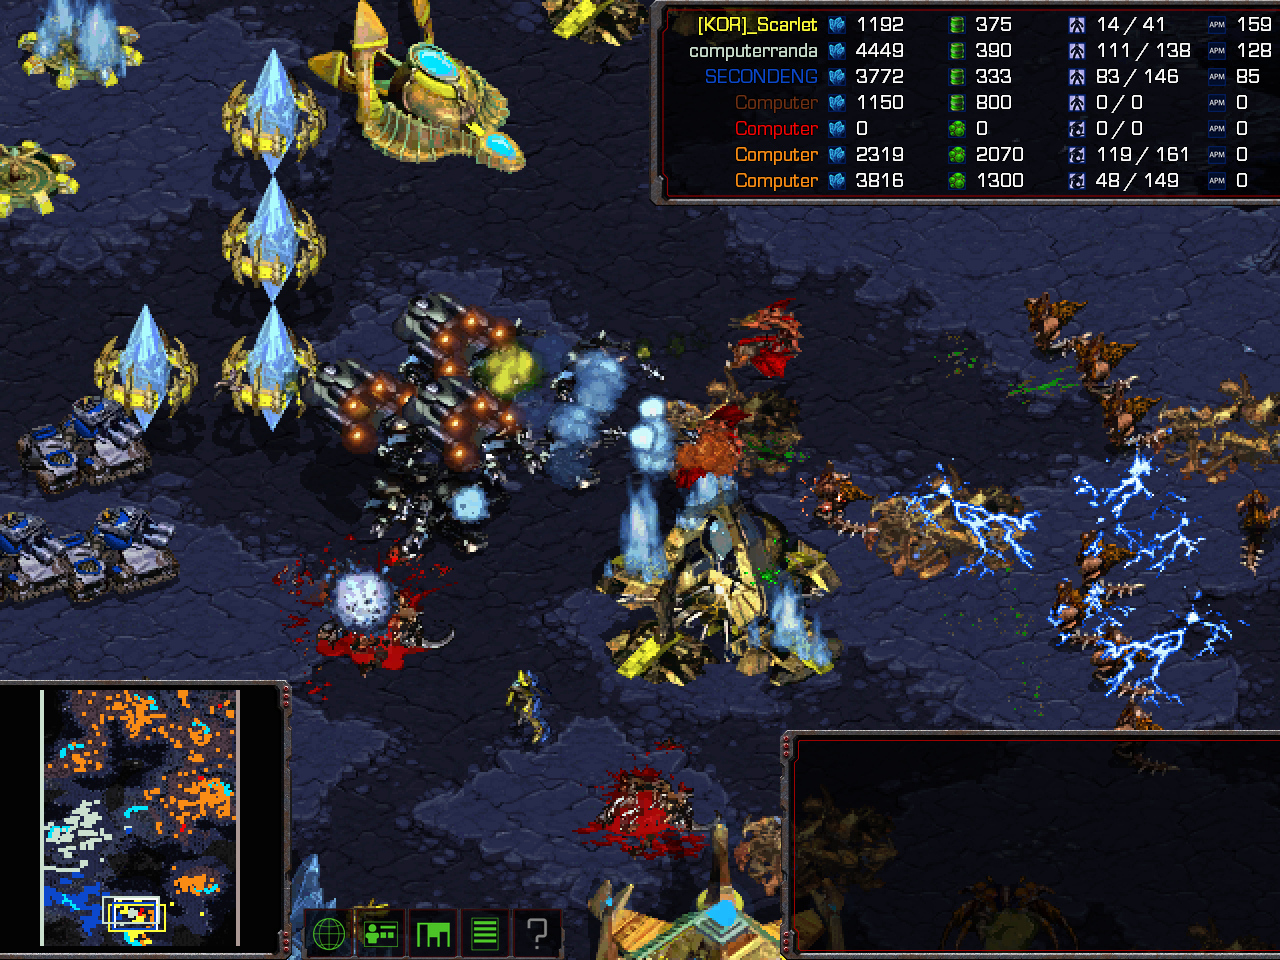 [KOR]_Scarlet 1192 375 14 / 41 APM 159
computerranda 4449 390 111 / 138 APM 128
SECONDENG 3772 333 83 / 146 APM 85
Computer 1150 800 0 / 0 APM 0
Computer 0 0 0 / 0 APM 0
Computer 2319 2070 119 / 161 APM 0
Computer 3816 1300 48 / 149 APM 0
?